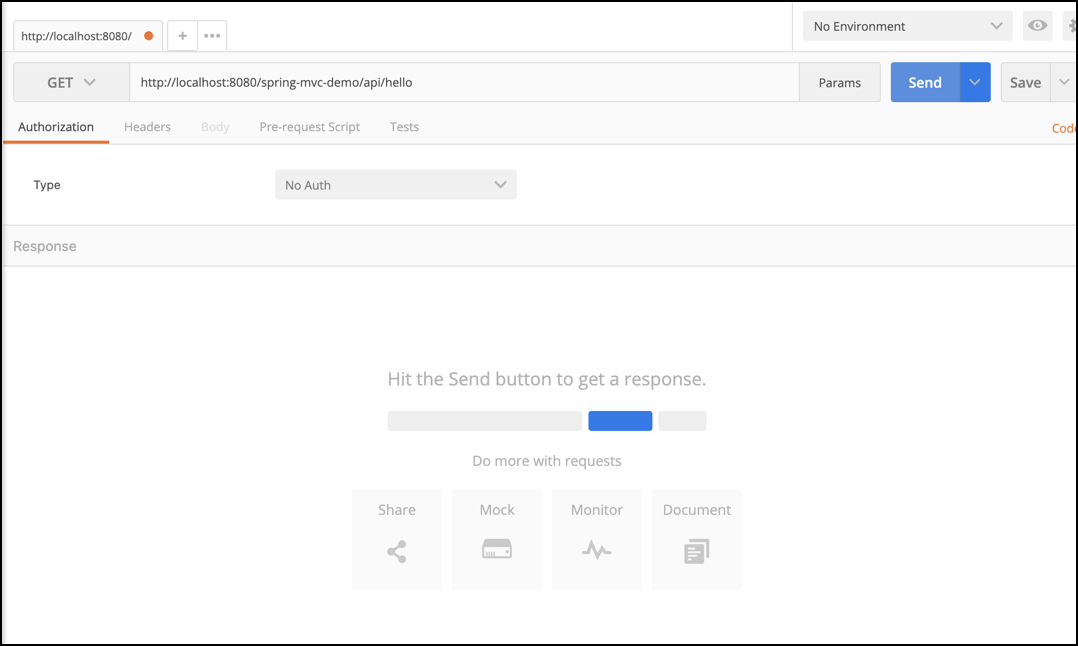 http://localhost:8080/
No Environment
GET
http://localhost:8080/spring-mvc-demo/api/hello
Params
Send
Save
Authorization
Headers
Body
Pre-request Script
Tests
Code
Type
No Auth
Response
Hit the Send button to get a response.
Do more with requests
Share
Mock
Monitor
Document